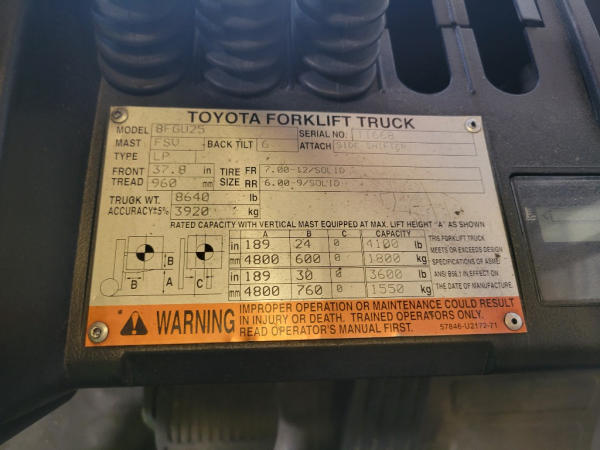 TOYOTA FORKLIFT TRUCK
MODEL 8FGU25 SERIAL NO. 11668
MAST FSV BACK TILT 6 ATTACH SIDE SHIFTER
TYPE LP
FRONT 37.8 in TIRE FR 7.00-12/SOLID
TREAD 960 mm SIZE RR 6.00-9/SOLID
TRUCK WT. 8640 lb
ACCURACY±5% 3920 kg
RATED CAPACITY WITH VERTICAL MAST EQUIPPED AT MAX. LIFT HEIGHT "A" AS SHOWN
A B C CAPACITY
in 189 24 0 4100 lb THIS FORKLIFT TRUCK
mm 4800 600 0 1800 kg MEETS OR EXCEEDS DESIGN SPECIFICATIONS OF ASME
in 189 30 0 3600 lb ANSI B56.1 IN EFFECT ON
mm 4800 760 0 1550 kg THE DATE OF MANUFACTURE.
B B A C
WARNING IMPROPER OPERATION OR MAINTENANCE COULD RESULT
IN INJURY OR DEATH. TRAINED OPERATORS ONLY.
READ OPERATOR'S MANUAL FIRST. 57846-U2172-71